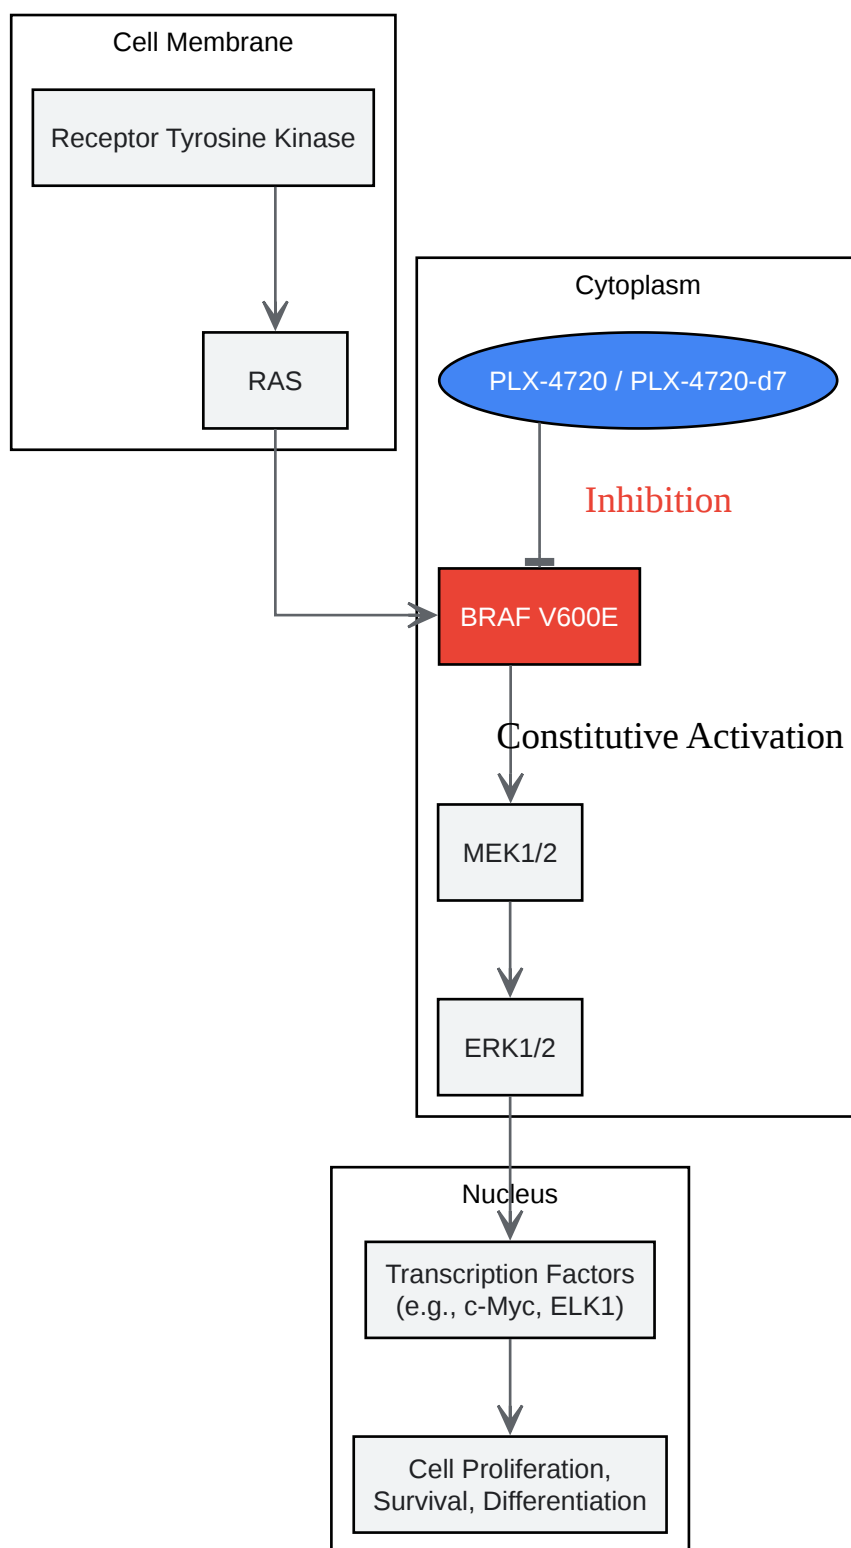 Cell Membrane
Receptor Tyrosine Kinase
RAS
Cytoplasm
PLX-4720 / PLX-4720-d7
Inhibition
BRAF V600E
Constitutive Activation
MEK1/2
ERK1/2
Nucleus
Transcription Factors
(e.g., c-Myc, ELK1)
Cell Proliferation,
Survival, Differentiation